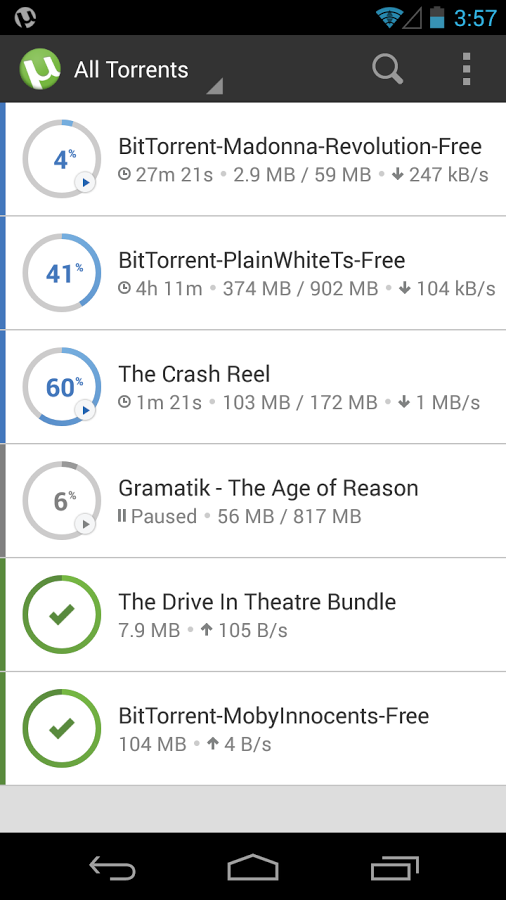 3:57
µ All Torrents
4%
BitTorrent-Madonna-Revolution-Free
27m 21s • 2.9 MB / 59 MB • 247 kB/s
41%
BitTorrent-PlainWhiteTs-Free
4h 11m • 374 MB / 902 MB • 104 kB/s
60%
The Crash Reel
1m 21s • 103 MB / 172 MB • 1 MB/s
6%
Gramatik - The Age of Reason
Paused • 56 MB / 817 MB
The Drive In Theatre Bundle
7.9 MB • 105 B/s
BitTorrent-MobyInnocents-Free
104 MB • 4 B/s